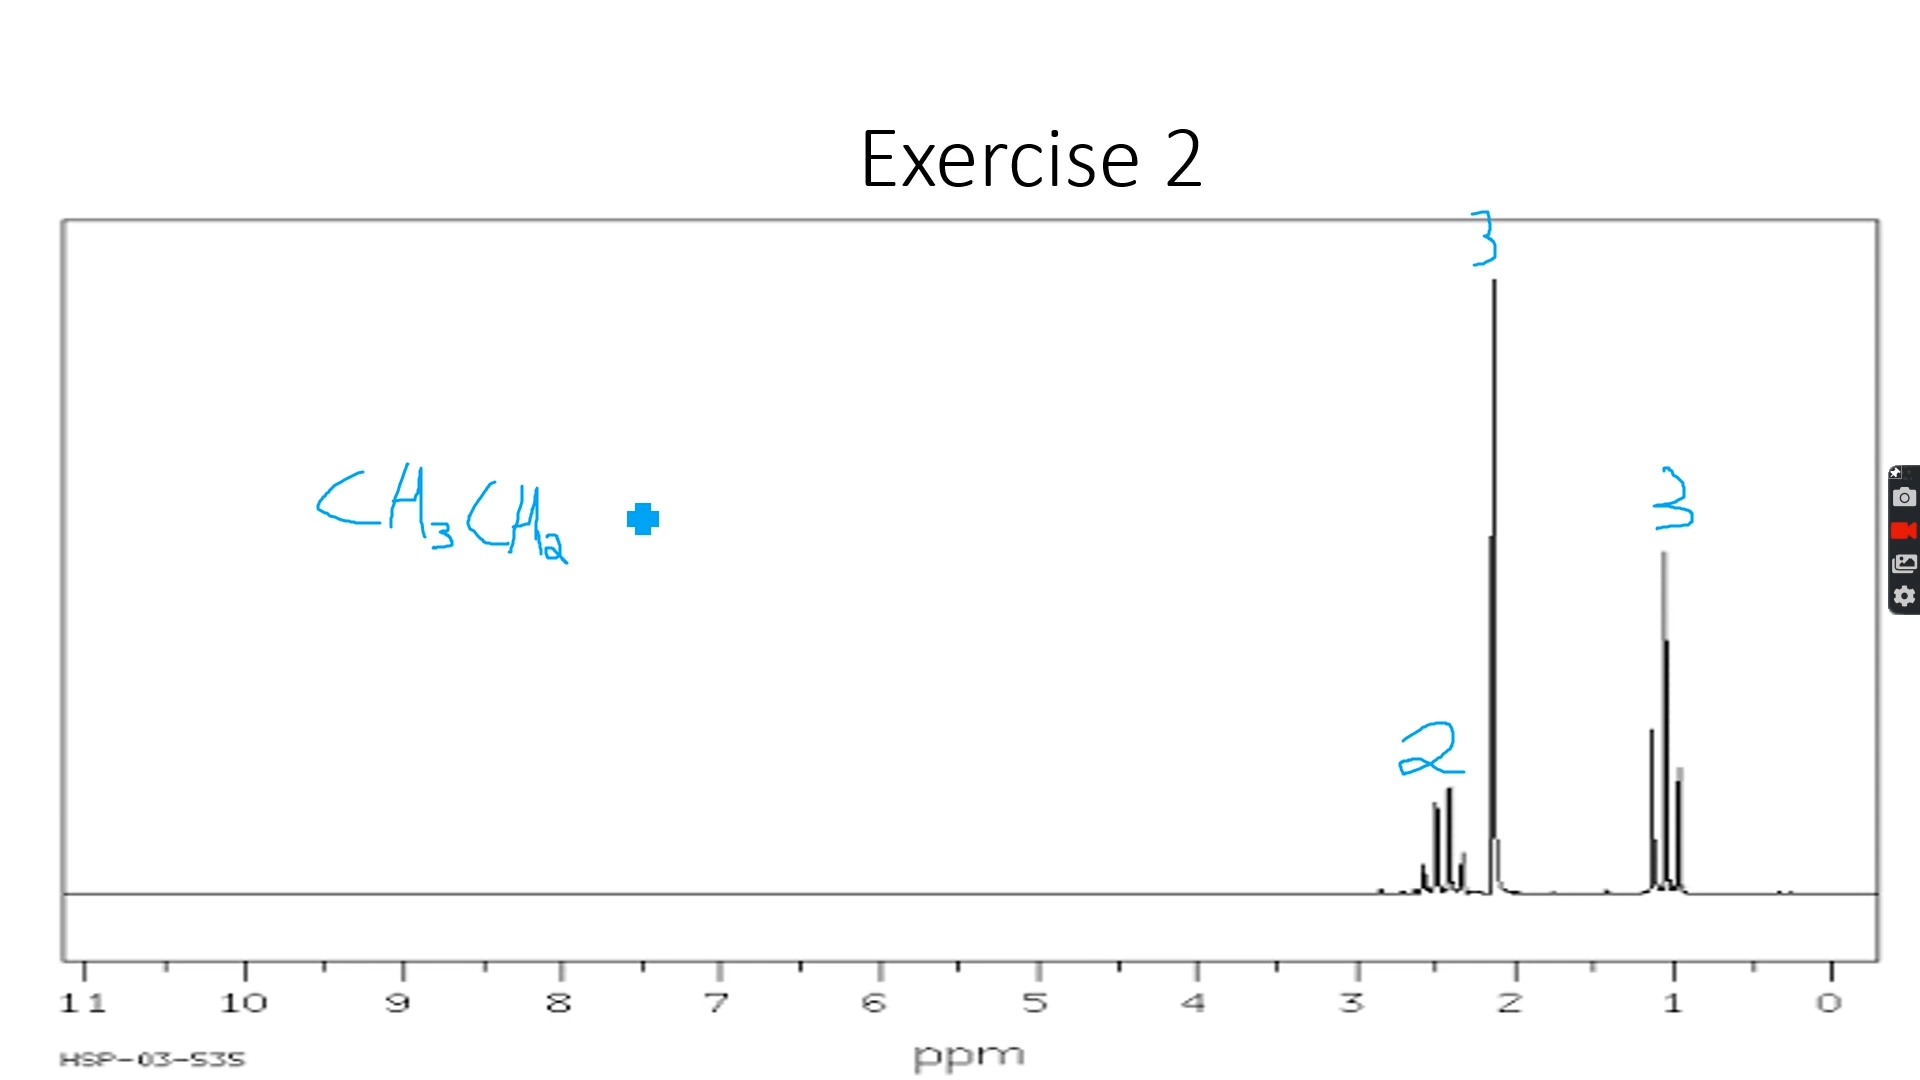 Exercise 2
3
3
CH3CH2
2
11 10 9 8 7 6 5 4 3 2 1 0
HSP-03-535
ppm